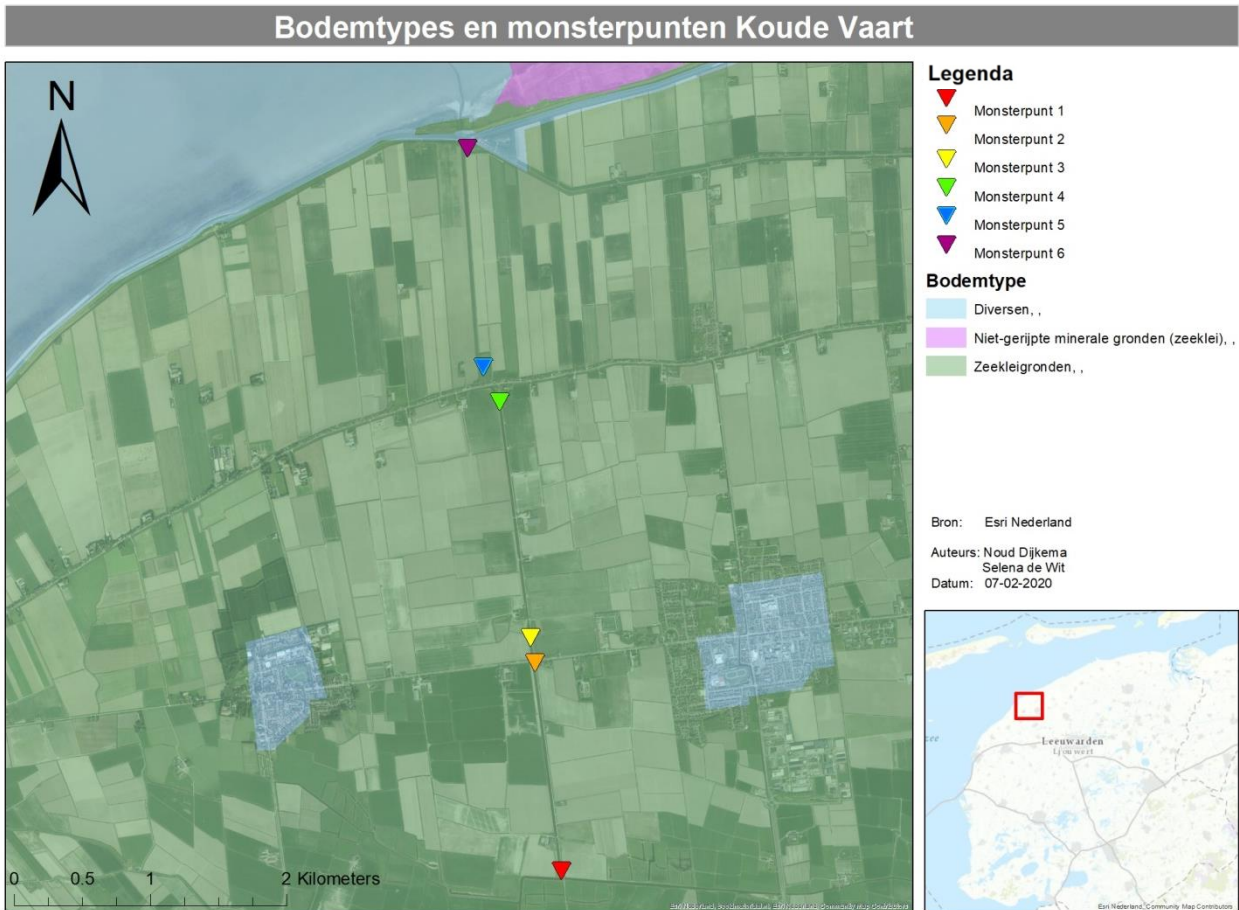 Bodemtypes en monsterpunten Koude Vaart
N
0 0.5 1 2 Kilometers
Legenda
Monsterpunt 1
Monsterpunt 2
Monsterpunt 3
Monsterpunt 4
Monsterpunt 5
Monsterpunt 6
Bodemtype
Diversen, ,
Niet-gerijpte minerale gronden (zeeklei), ,
Zeekleigronden, ,
Bron: Esri Nederland
Auteurs: Noud Dijkema
Selena de Wit
Datum: 07-02-2020
Leeuwarden
Ljouwert
Esri Nederland, Community Map Contributors